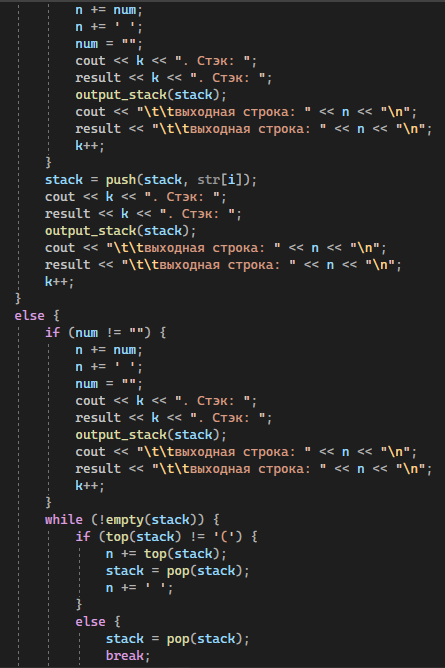 n += num;
n += ' ';
num = "";
cout << k << ". Стэк: ";
result << k << ". Стэк: ";
output_stack(stack);
cout << "\t\tвыходная строка: " << n << "\n";
result << "\t\tвыходная строка: " << n << "\n";
k++;
}
stack = push(stack, str[i]);
cout << k << ". Стэк: ";
result << k << ". Стэк: ";
output_stack(stack);
cout << "\t\tвыходная строка: " << n << "\n";
result << "\t\tвыходная строка: " << n << "\n";
k++;
}
else {
if (num != "") {
n += num;
n += ' ';
num = "";
cout << k << ". Стэк: ";
result << k << ". Стэк: ";
output_stack(stack);
cout << "\t\tвыходная строка: " << n << "\n";
result << "\t\tвыходная строка: " << n << "\n";
k++;
}
while (!empty(stack)) {
if (top(stack) != '(') {
n += top(stack);
stack = pop(stack);
n += ' ';
}
else {
stack = pop(stack);
break;